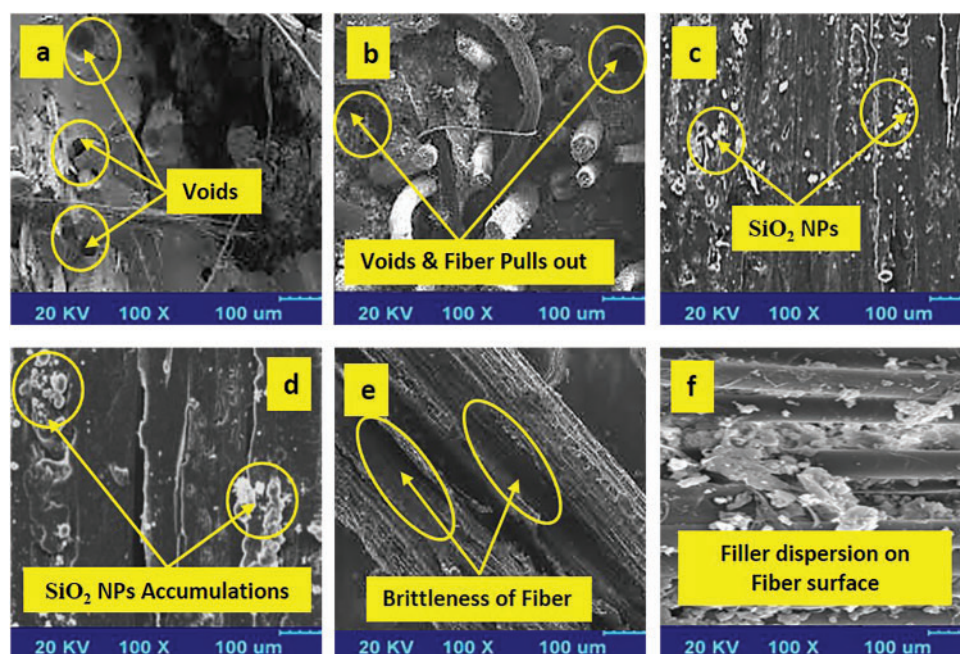 a
Voids
20 KV 100 X 100 um
b
Voids & Fiber Pulls out
20 KV 100 X 100 um
c
SiO₂ NPs
20 KV 100 X 100 um
d
SiO₂ NPs Accumulations
20 KV 100 X 100 um
e
Brittleness of Fiber
20 KV 100 X 100 um
f
Filler dispersion on
Fiber surface
20 KV 100 X 100 um